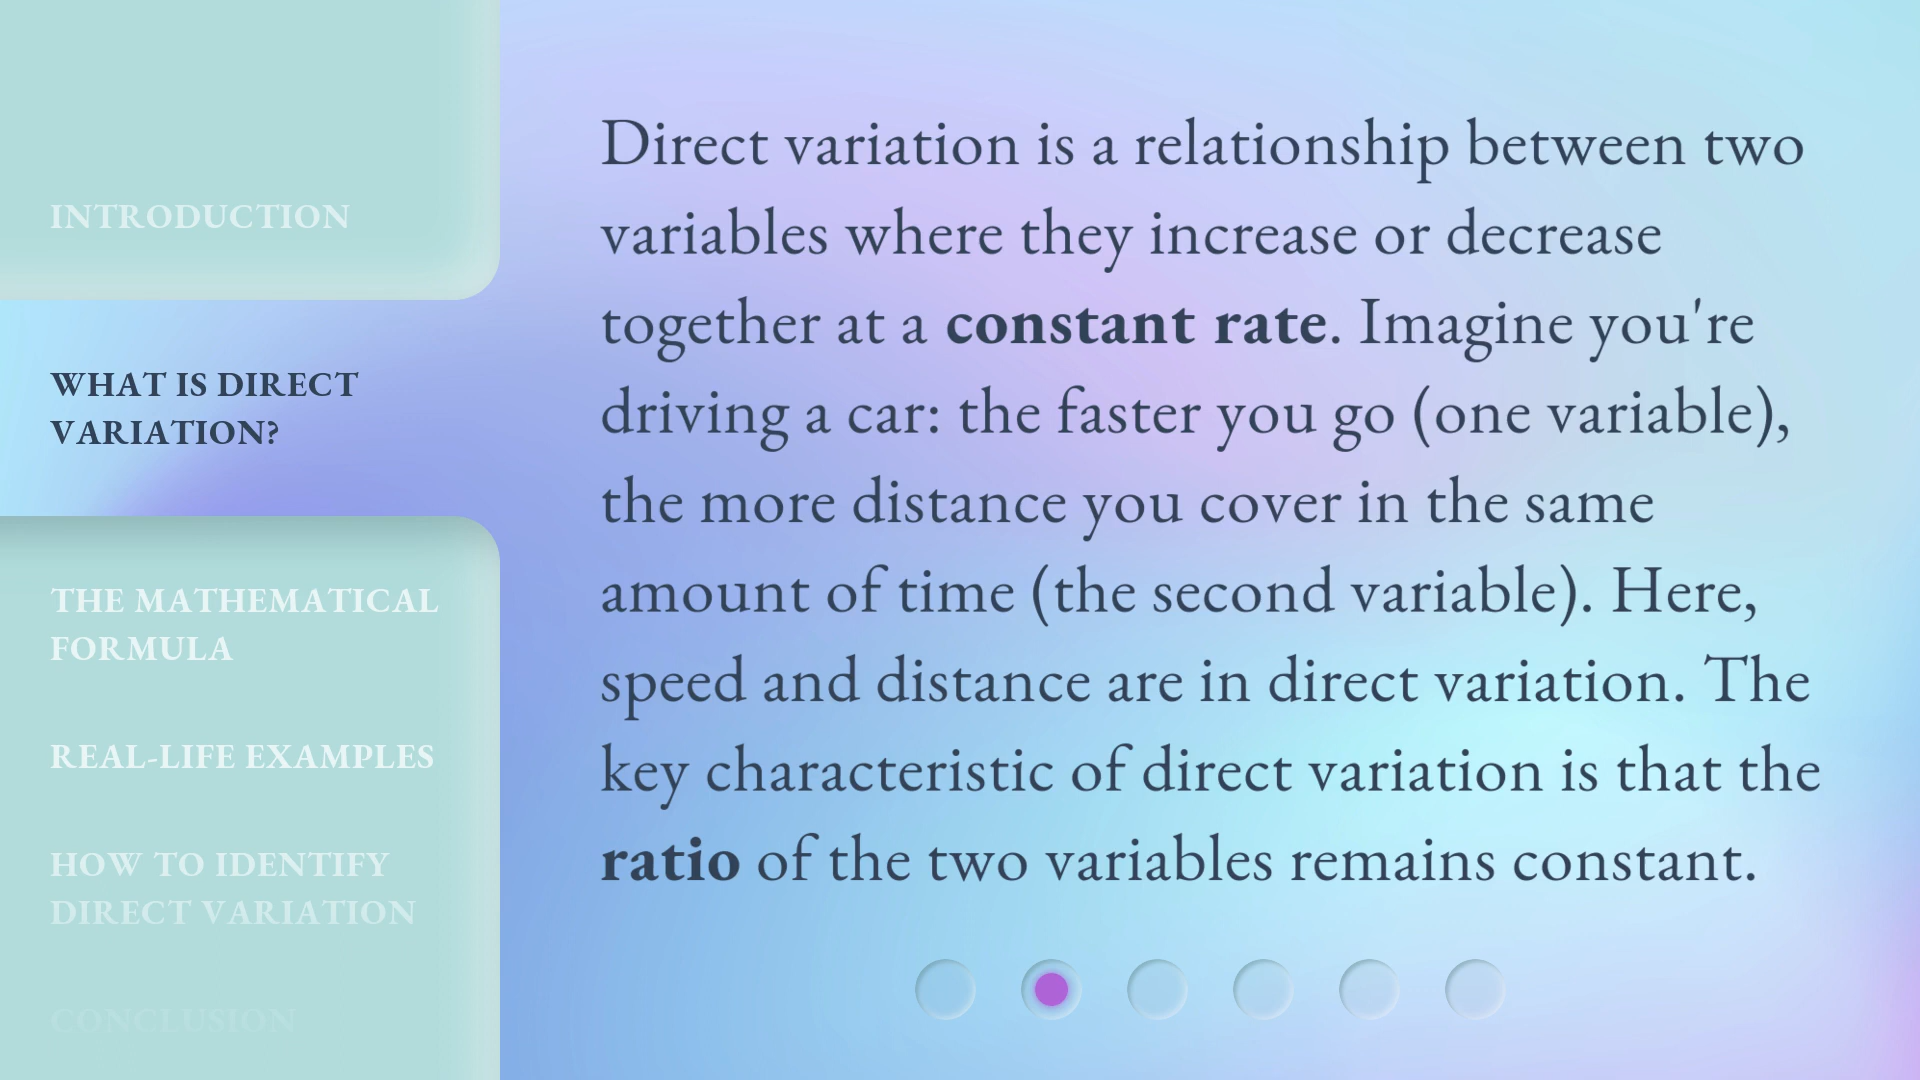 INTRODUCTION
WHAT IS DIRECT
VARIATION?
THE MATHEMATICAL
FORMULA
REAL-LIFE EXAMPLES
HOW TO IDENTIFY
DIRECT VARIATION
CONCLUSION
Direct variation is a relationship between two
variables where they increase or decrease
together at a constant rate. Imagine you're
driving a car: the faster you go (one variable),
the more distance you cover in the same
amount of time (the second variable). Here,
speed and distance are in direct variation. The
key characteristic of direct variation is that the
ratio of the two variables remains constant.